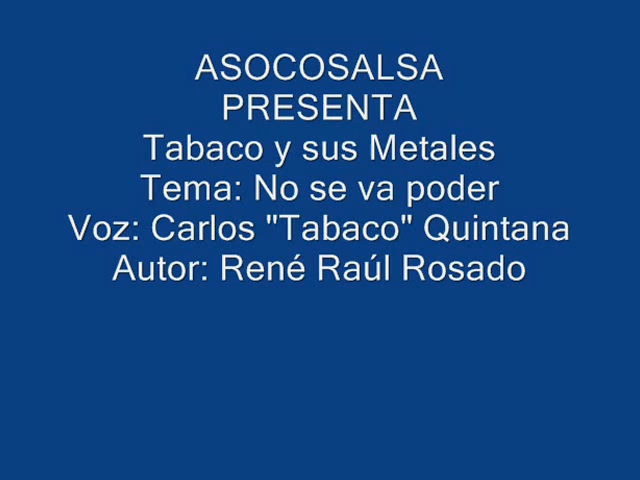 ASOCOSALSA
PRESENTA
Tabaco y sus Metales
Tema: No se va poder
Voz: Carlos "Tabaco" Quintana
Autor: René Raúl Rosado